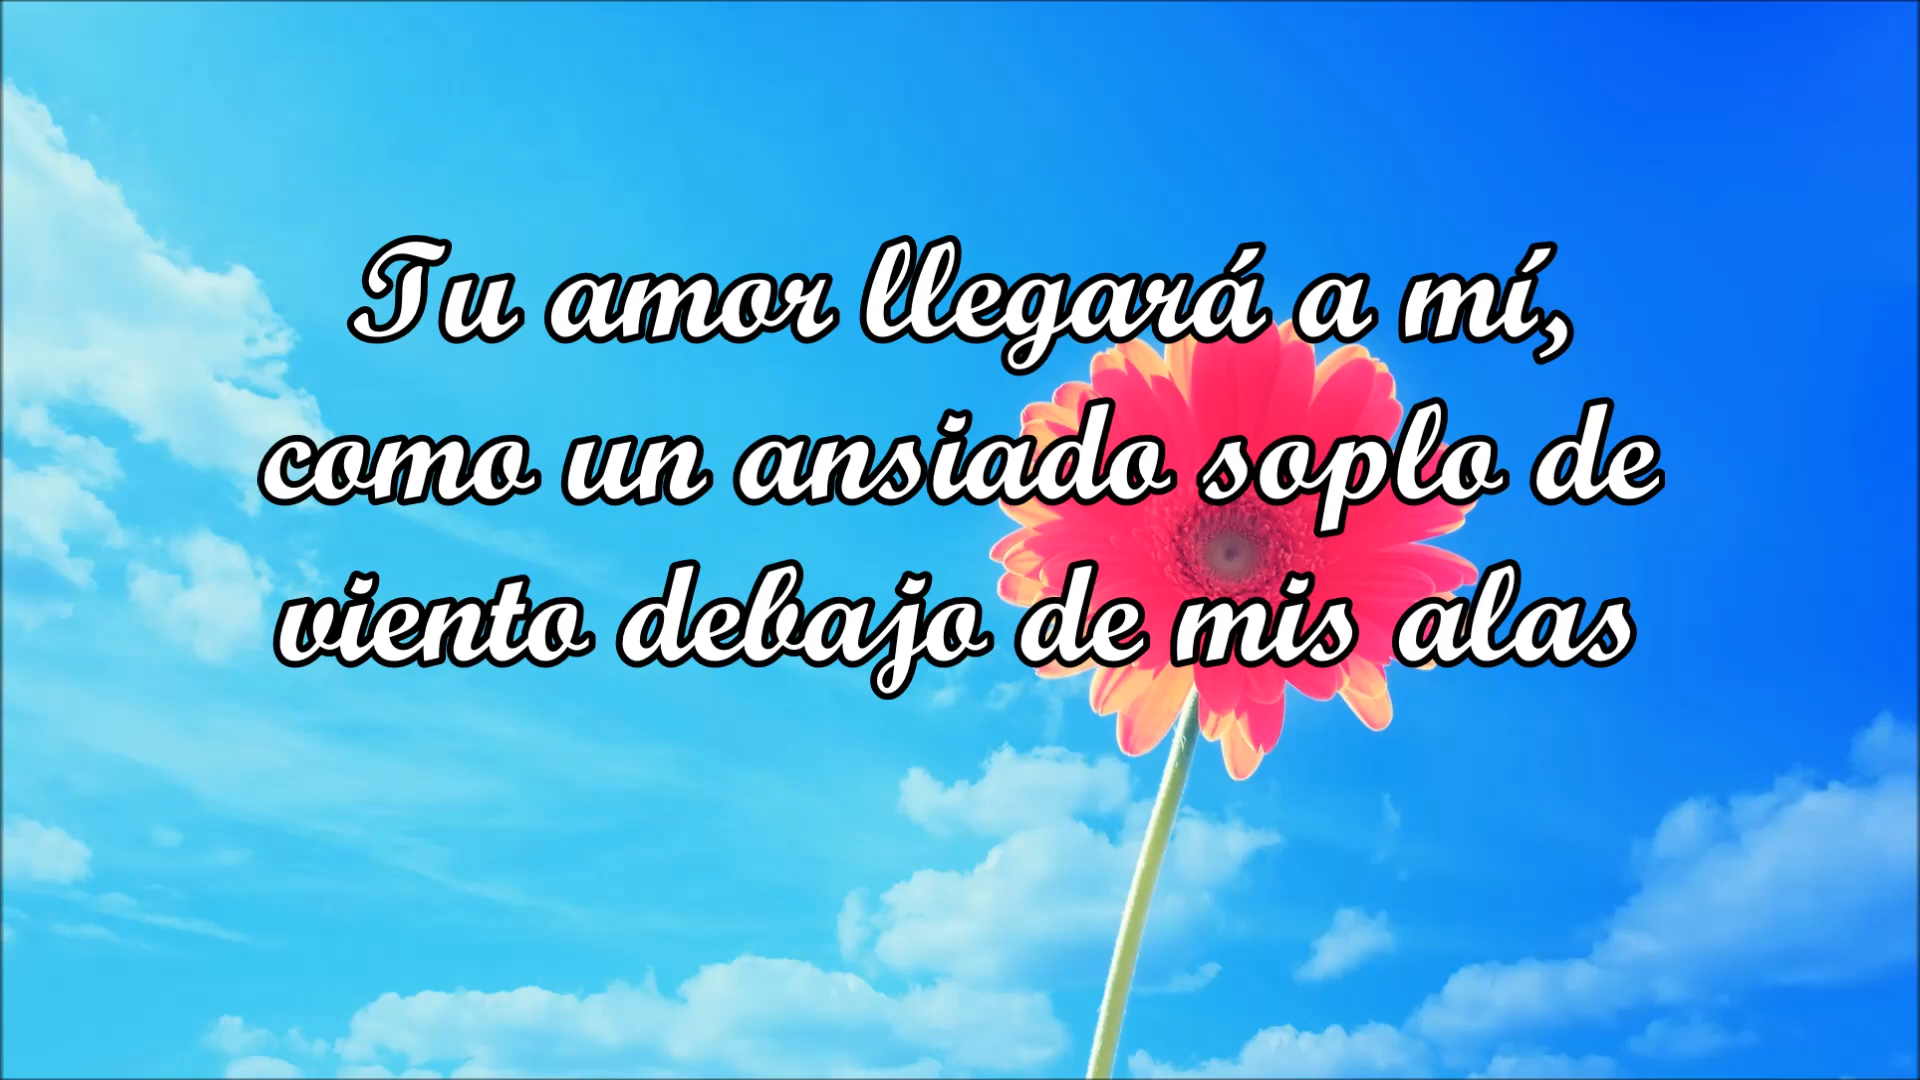 Tu amor llegará a mí,
como un ansiado soplo de
viento debajo de mis alas